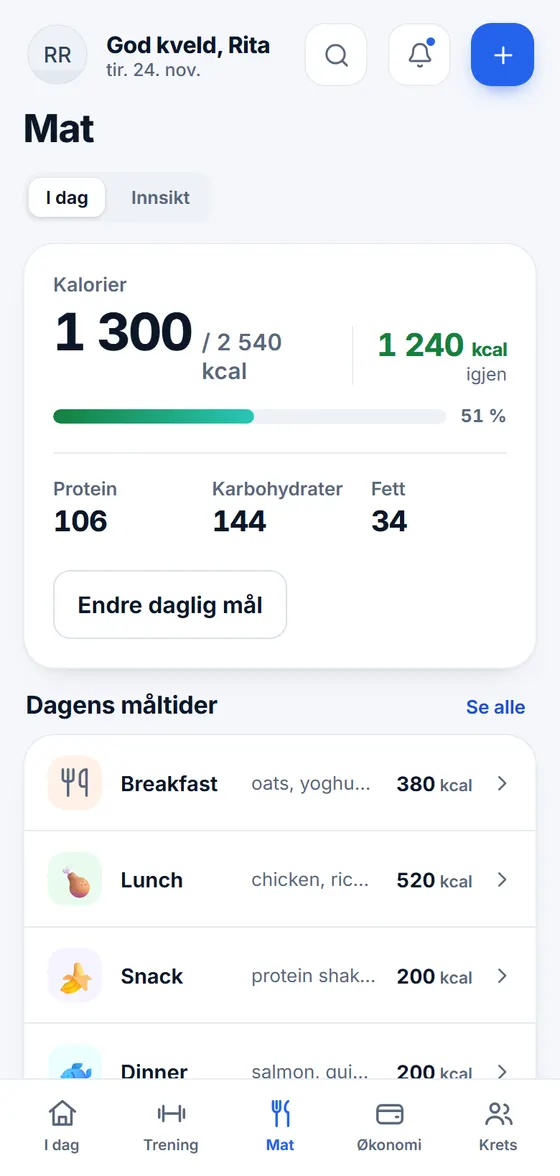 RR
God kveld, Rita
tir. 24. nov.
Mat
I dag
Innsikt
Kalorier
1 300 / 2 540 kcal
1 240 kcal
igjen
51 %
Protein
106
Karbohydrater
144
Fett
34
Endre daglig mål
Dagens måltider
Se alle
Breakfast oats, yoghu... 380 kcal
Lunch chicken, ric... 520 kcal
Snack protein shak... 200 kcal
Dinner salmon, qui... 200 kcal
I dag
Trening
Mat
Økonomi
Krets